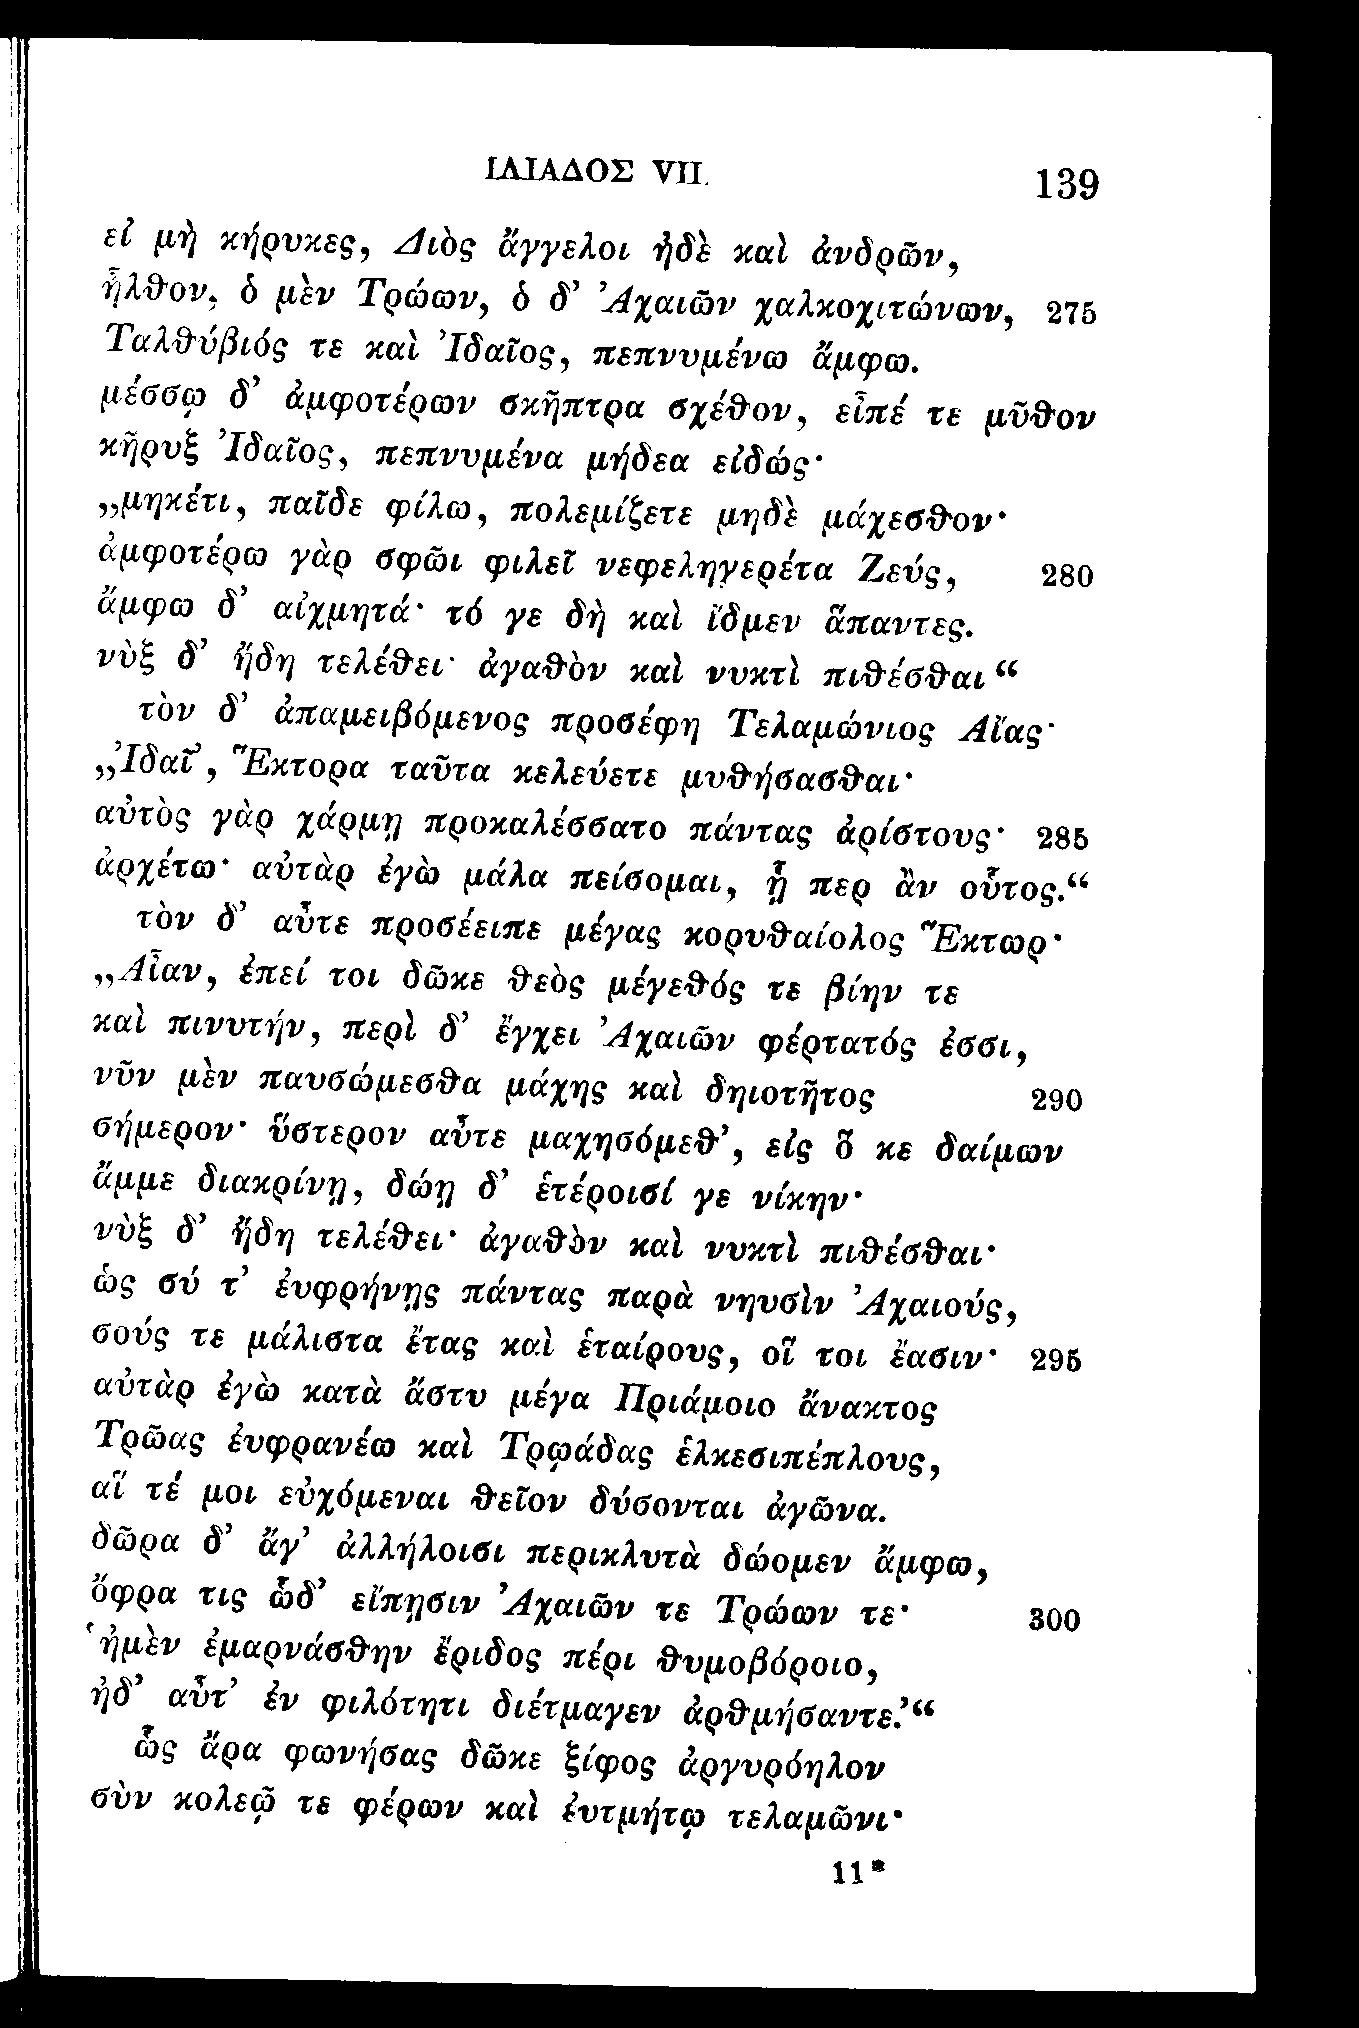 ΙΛΙΑΔΟΣ VII.
139
εἰ μὴ κήρυκες, Διὸς ἄγγελοι ἠδὲ καὶ ἀνδρῶν,
ἦλθον, ὁ μὲν Τρώων, ὁ δ’ Ἀχαιῶν χαλκοχιτώνων, 275
Ταλθύβιός τε καὶ Ἰδαῖος, πεπνυμένω ἄμφω.
μέσσῳ δ’ ἀμφοτέρων σκῆπτρα σχέθον, εἶπέ τε μῦθον
κῆρυξ Ἰδαῖος, πεπνυμένα μήδεα εἰδώς·
„μηκέτι, παῖδε φίλω, πολεμίζετε μηδὲ μάχεσθον·
ἀμφοτέρω γὰρ σφῶι φιλεῖ νεφεληγερέτα Ζεύς, 280
ἄμφω δ’ αἰχμητά· τό γε δὴ καὶ ἴδμεν ἅπαντες.
νὺξ δ’ ἤδη τελέθει· ἀγαθὸν καὶ νυκτὶ πιθέσθαι“
τὸν δ’ ἀπαμειβόμενος προσέφη Τελαμώνιος Αἴας·
„Ἰδαῖ’, Ἕκτορα ταῦτα κελεύετε μυθήσασθαι·
αὐτὸς γὰρ χάρμῃ προκαλέσσατο πάντας ἀρίστους· 285
ἀρχέτω· αὐτὰρ ἐγὼ μάλα πείσομαι, ᾗ περ ἂν οὗτος.“
τὸν δ’ αὖτε προσέειπε μέγας κορυθαίολος Ἕκτωρ·
„Αἶαν, ἐπεί τοι δῶκε θεὸς μέγεθός τε βίην τε
καὶ πινυτήν, περὶ δ’ ἔγχει Ἀχαιῶν φέρτατός ἐσσι,
νῦν μὲν παυσώμεσθα μάχης καὶ δηιοτῆτος 290
σήμερον· ὕστερον αὖτε μαχησόμεθ’, εἰς ὅ κε δαίμων
ἄμμε διακρίνῃ, δώῃ δ’ ἑτέροισί γε νίκην·
νὺξ δ’ ἤδη τελέθει· ἀγαθὸν καὶ νυκτὶ πιθέσθαι·
ὡς σύ τ’ ἐυφρήνῃς πάντας παρὰ νηυσὶν Ἀχαιούς,
σούς τε μάλιστα ἔτας καὶ ἑταίρους, οἵ τοι ἔασιν· 295
αὐτὰρ ἐγὼ κατὰ ἄστυ μέγα Πριάμοιο ἄνακτος
Τρῶας ἐυφρανέω καὶ Τρῳάδας ἑλκεσιπέπλους,
αἵ τέ μοι εὐχόμεναι θεῖον δύσονται ἀγῶνα.
δῶρα δ’ ἄγ’ ἀλλήλοισι περικλυτὰ δώομεν ἄμφω,
ὄφρα τις ὧδ’ εἴπῃσιν Ἀχαιῶν τε Τρώων τε· 300
‘ἠμὲν ἐμαρνάσθην ἔριδος πέρι θυμοβόροιο,
ἠδ’ αὖτ’ ἐν φιλότητι διέτμαγεν ἀρθμήσαντε.’“
ὣς ἄρα φωνήσας δῶκε ξίφος ἀργυρόηλον
σὺν κολεῷ τε φέρων καὶ ἐυτμήτῳ τελαμῶνι·
11*